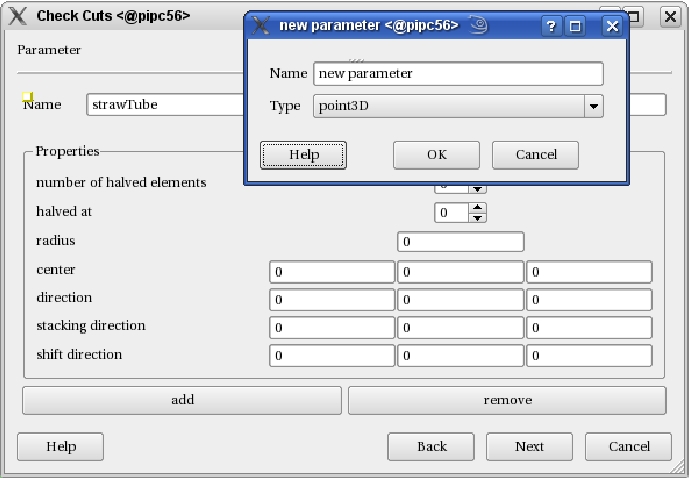 Check Cuts <@pipc56>
new parameter <@pipc56>
Parameter
Name new parameter
Type point3D
Help OK Cancel
Name strawTube
Properties
number of halved elements
halved at 0
radius 0
center 0 0 0
direction 0 0 0
stacking direction 0 0 0
shift direction 0 0 0
add remove
Help Back Next Cancel